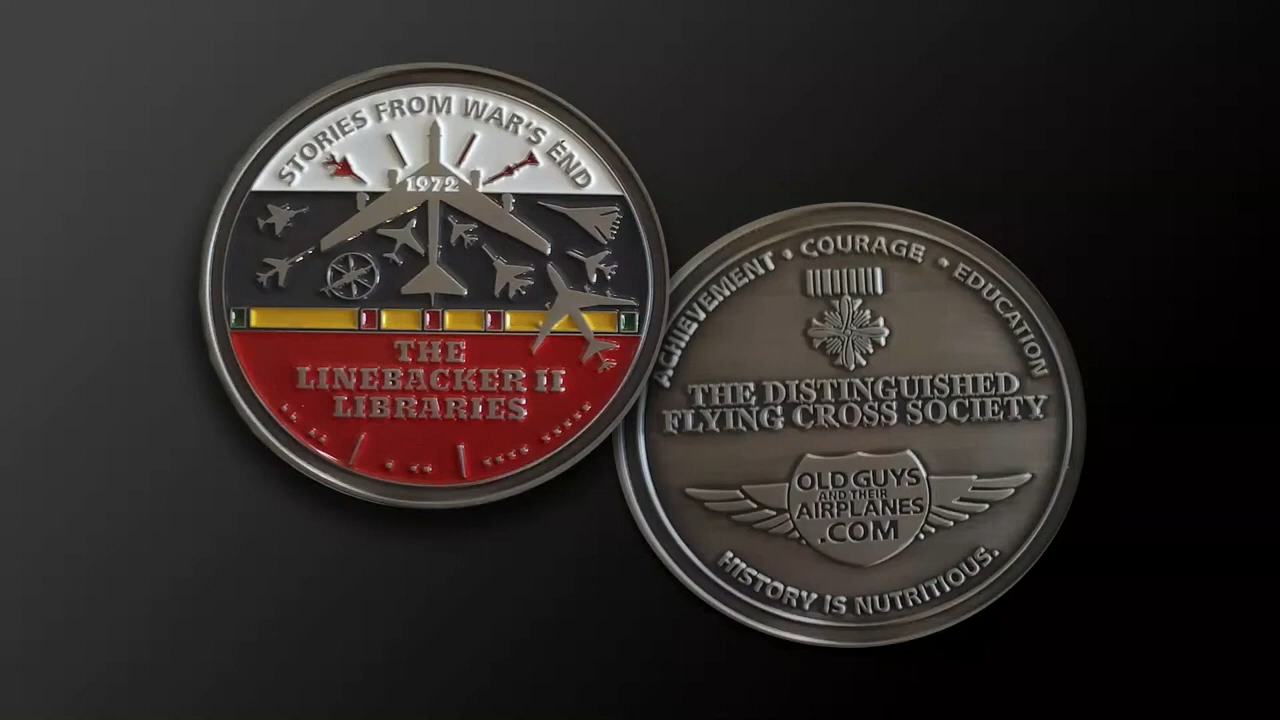 STORIES FROM WAR'S END
1972
THE
LINEBACKER II
LIBRARIES
ACHIEVEMENT • COURAGE • EDUCATION
THE DISTINGUISHED
FLYING CROSS SOCIETY
OLD GUYS
AND THEIR
AIRPLANES
.COM
HISTORY IS NUTRITIOUS.